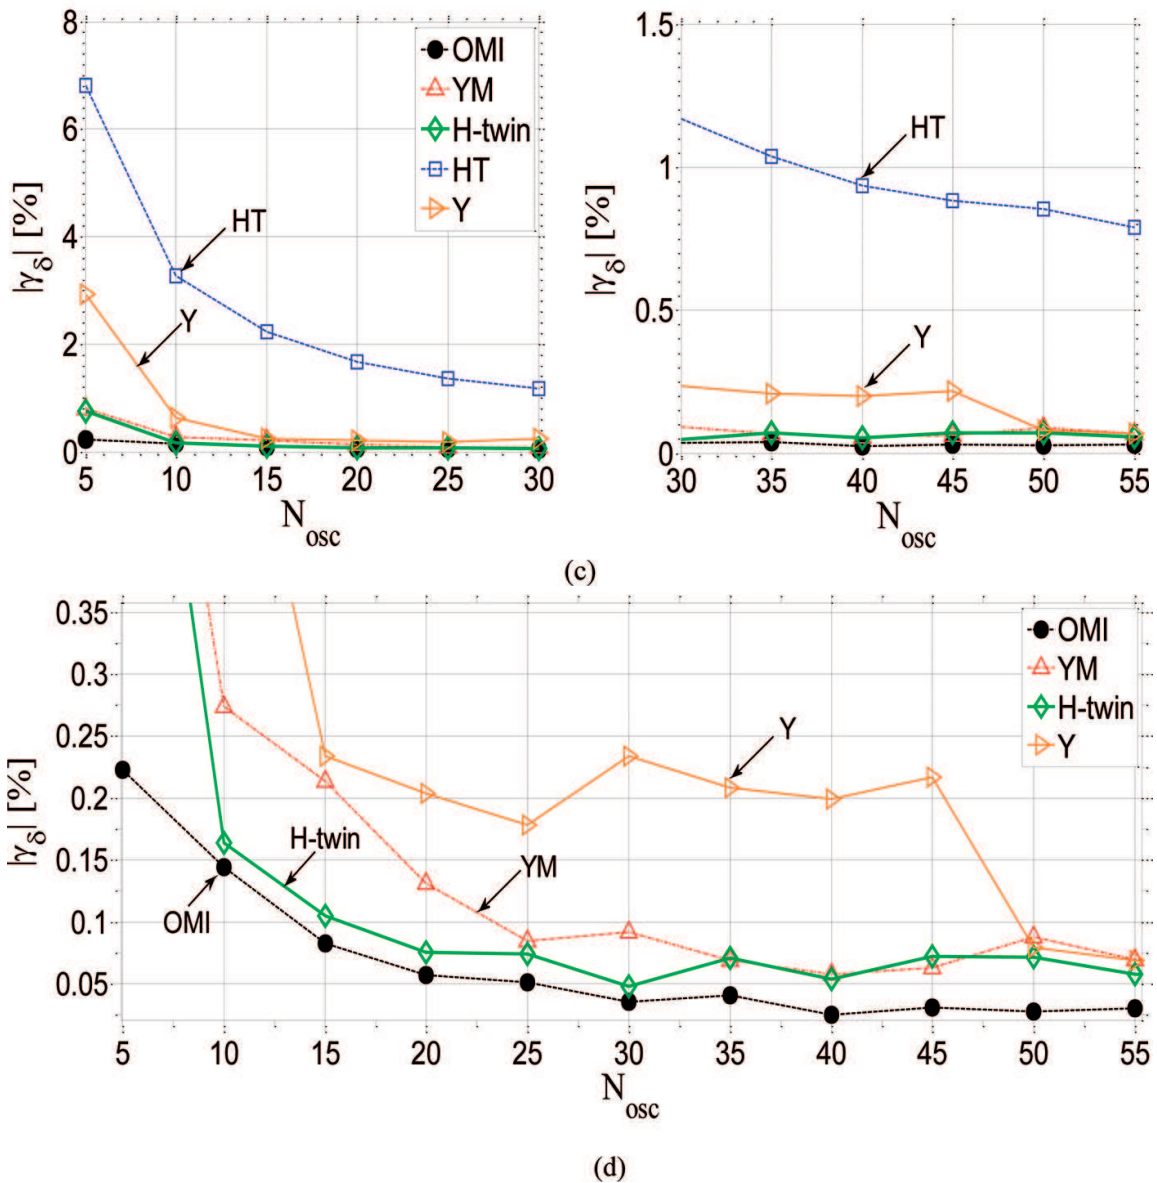 8
6
4
2
0
|γδ| [%]
5 10 15 20 25 30
Nosc
HT
Y
OMI
YM
H-twin
HT
Y
1.5
1
0.5
0
|γδ| [%]
30 35 40 45 50 55
Nosc
HT
Y
(c)
0.35
0.3
0.25
0.2
0.15
0.1
0.05
|γδ| [%]
5 10 15 20 25 30 35 40 45 50 55
Nosc
H-twin
OMI
YM
Y
OMI
YM
H-twin
Y
(d)